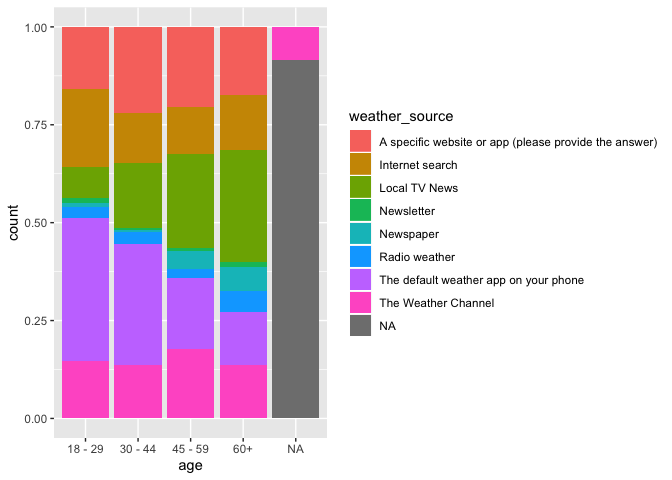 1.00
0.75
0.50
0.25
0.00
count
18 - 29
30 - 44
45 - 59
60+
NA
age
weather_source
A specific website or app (please provide the answer)
Internet search
Local TV News
Newsletter
Newspaper
Radio weather
The default weather app on your phone
The Weather Channel
NA